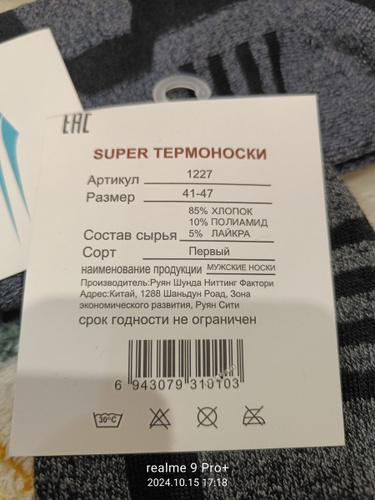 EAC
SUPER ТЕРМОНОСКИ
Артикул 1227
Размер 41-47
85% ХЛОПОК
10% ПОЛИАМИД
Состав сырья 5% ЛАЙКРА
Сорт Первый
наименование продукции МУЖСКИЕ НОСКИ
Производитель:Руян Шунда Ниттинг Фактори
Адрес:Китай, 1288 Шаньдун Роад, Зона
экономического развития, Руян Сити
срок годности не ограничен
6 943079 310103
30°C
realme 9 Pro+
2024.10.15 17:18